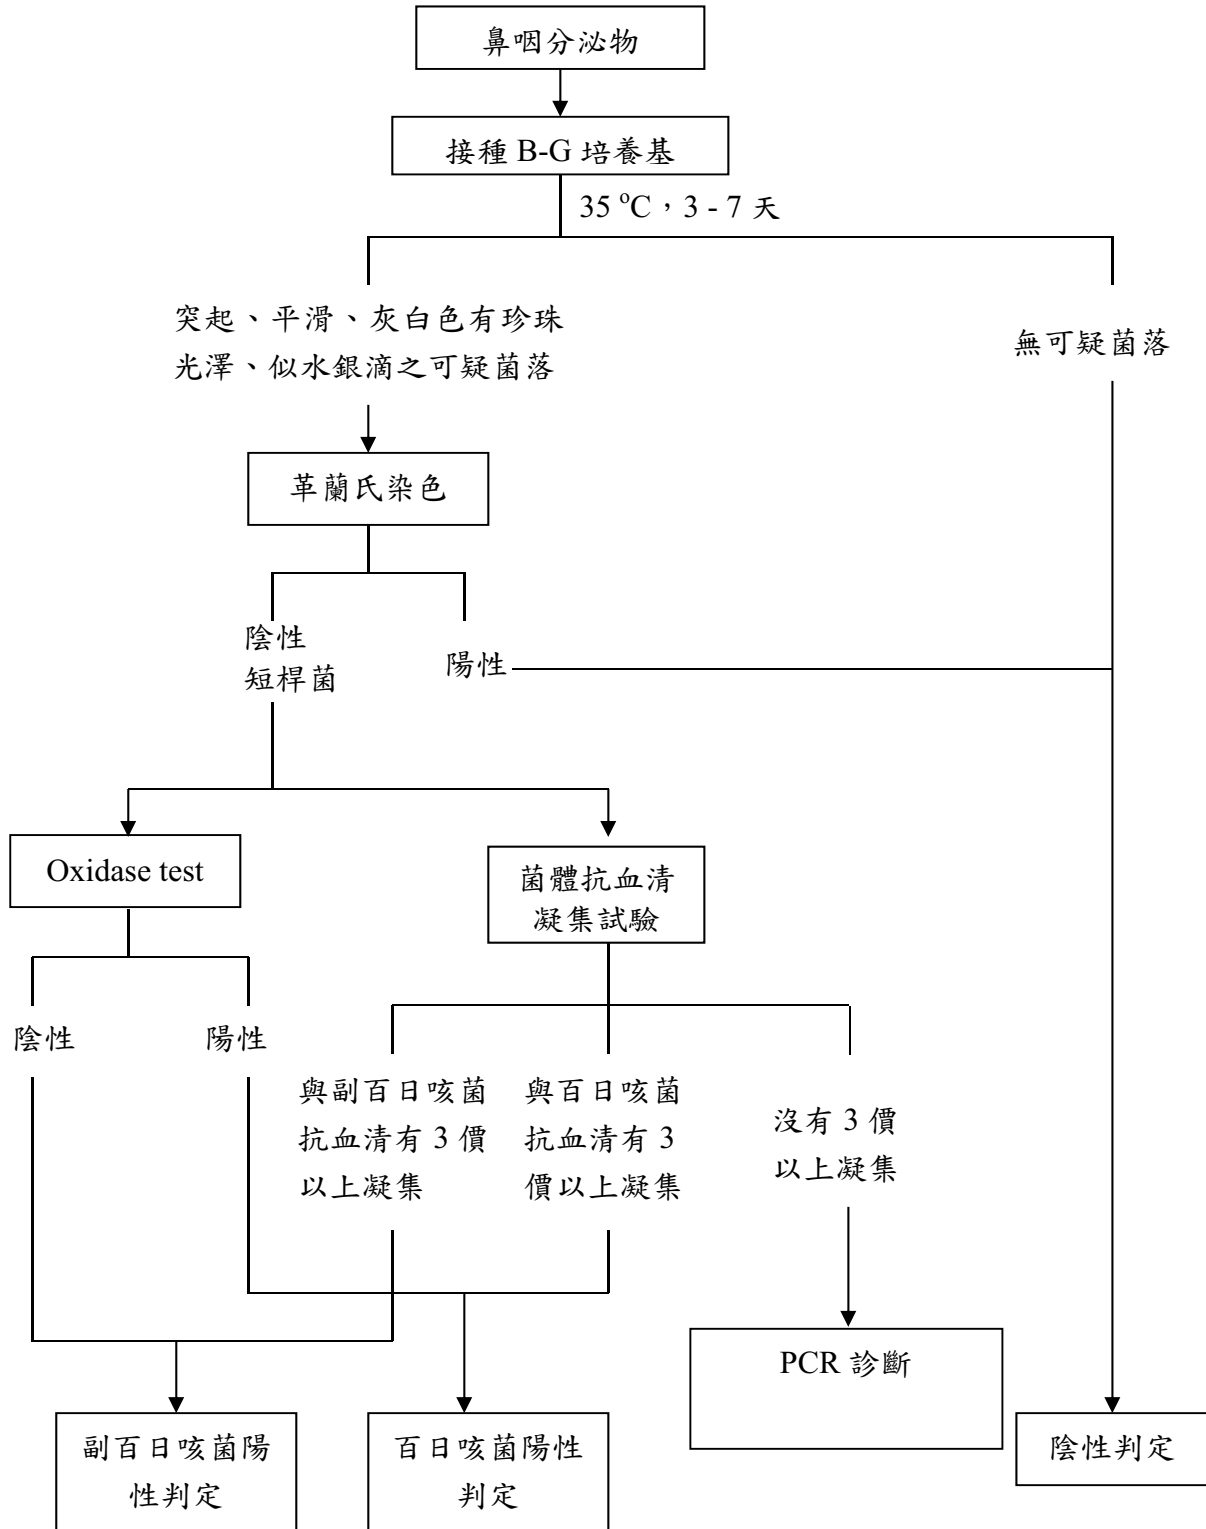 鼻咽分泌物
接種 B-G 培養基
35 °C，3 - 7 天
突起、平滑、灰白色有珍珠
光澤、似水銀滴之可疑菌落
無可疑菌落
革蘭氏染色
陰性
短桿菌
陽性
Oxidase test
菌體抗血清
凝集試驗
陰性
陽性
與副百日咳菌
抗血清有 3 價
以上凝集
與百日咳菌
抗血清有 3
價以上凝集
沒有 3 價
以上凝集
PCR 診斷
副百日咳菌陽
性判定
百日咳菌陽性
判定
陰性判定